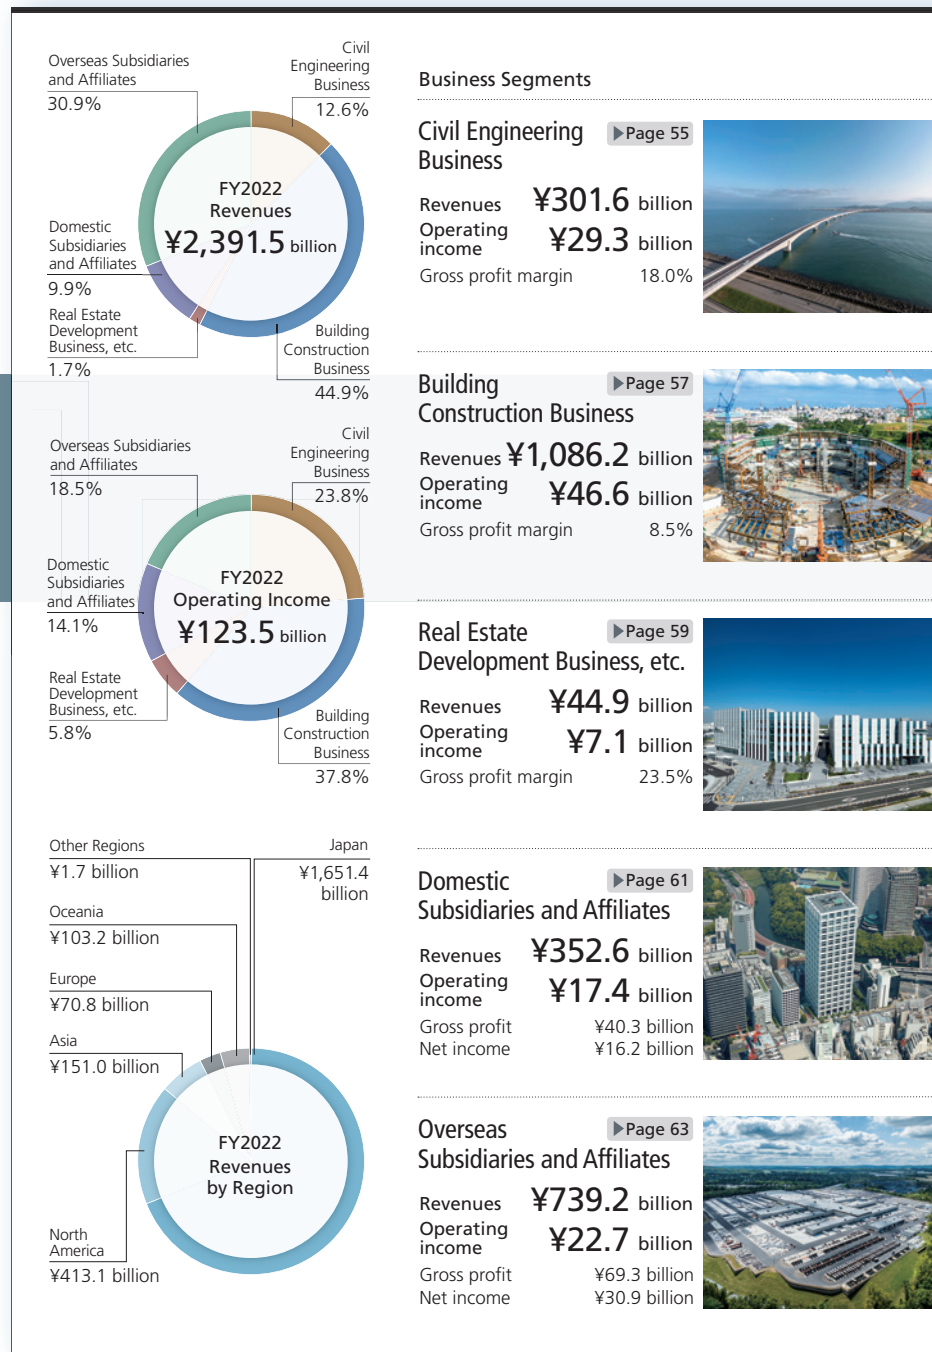 Overseas Subsidiaries
and Affiliates
30.9%
Civil
Engineering
Business
12.6%
FY2022
Revenues
¥2,391.5 billion
Domestic
Subsidiaries
and Affiliates
9.9%
Real Estate
Development
Business, etc.
1.7%
Building
Construction
Business
44.9%
Overseas Subsidiaries
and Affiliates
18.5%
Civil
Engineering
Business
23.8%
FY2022
Operating Income
¥123.5 billion
Domestic
Subsidiaries
and Affiliates
14.1%
Real Estate
Development
Business, etc.
5.8%
Building
Construction
Business
37.8%
Other Regions
¥1.7 billion
Japan
¥1,651.4
billion
Oceania
¥103.2 billion
Europe
¥70.8 billion
Asia
¥151.0 billion
FY2022
Revenues
by Region
North
America
¥413.1 billion
Business Segments
Civil Engineering
Business
▶Page 55
Revenues ¥301.6 billion
Operating
income ¥29.3 billion
Gross profit margin 18.0%
Building
Construction Business
▶Page 57
Revenues ¥1,086.2 billion
Operating
income ¥46.6 billion
Gross profit margin 8.5%
Real Estate
Development Business, etc.
▶Page 59
Revenues ¥44.9 billion
Operating
income ¥7.1 billion
Gross profit margin 23.5%
Domestic
Subsidiaries and Affiliates
▶Page 61
Revenues ¥352.6 billion
Operating
income ¥17.4 billion
Gross profit ¥40.3 billion
Net income ¥16.2 billion
Overseas
Subsidiaries and Affiliates
▶Page 63
Revenues ¥739.2 billion
Operating
income ¥22.7 billion
Gross profit ¥69.3 billion
Net income ¥30.9 billion